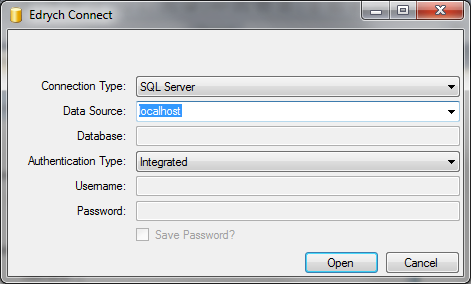 Edrych Connect
Connection Type: SQL Server
Data Source: localhost
Database:
Authentication Type: Integrated
Username:
Password:
Save Password?
Open Cancel